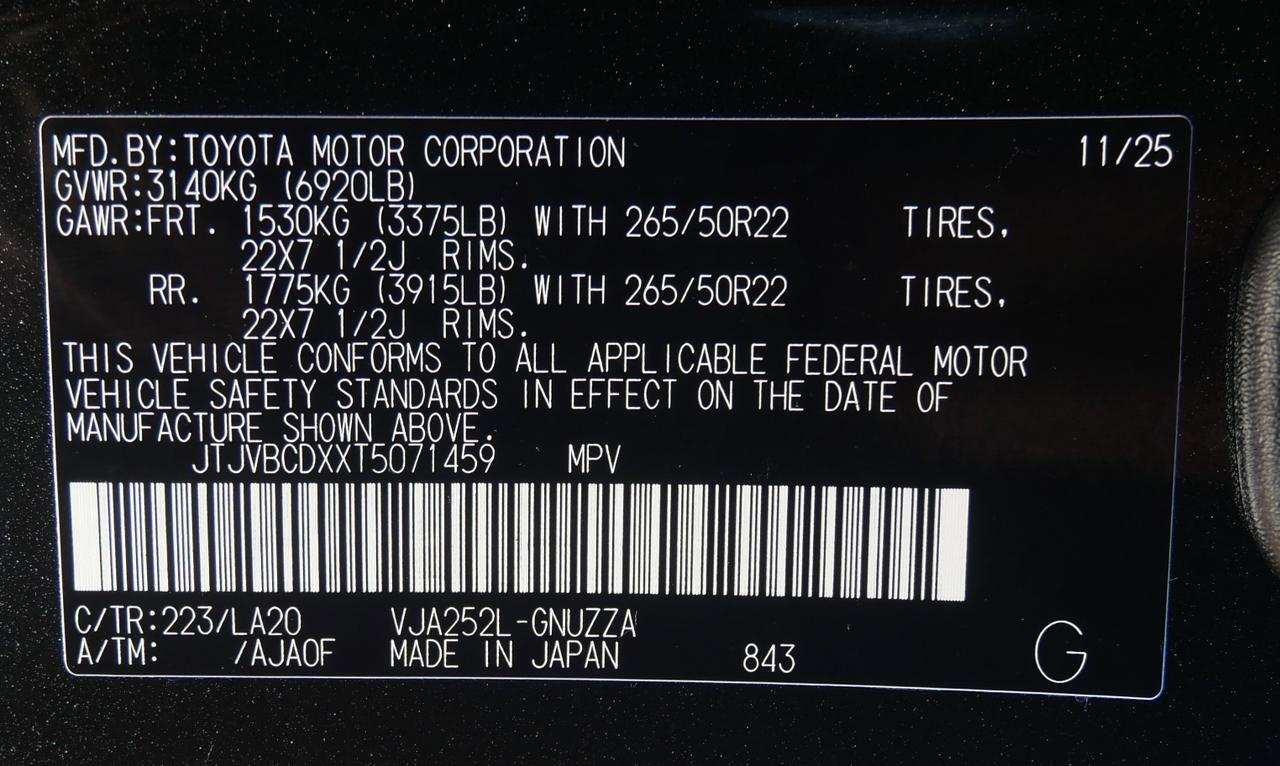 MFD.BY:TOYOTA MOTOR CORPORATION 11/25
GVWR:3140KG (6920LB)
GAWR:FRT. 1530KG (3375LB) WITH 265/50R22 TIRES,
22X7 1/2J RIMS.
RR. 1775KG (3915LB) WITH 265/50R22 TIRES,
22X7 1/2J RIMS.
THIS VEHICLE CONFORMS TO ALL APPLICABLE FEDERAL MOTOR
VEHICLE SAFETY STANDARDS IN EFFECT ON THE DATE OF
MANUFACTURE SHOWN ABOVE.
JTJVBCDXXT5071459 MPV
C/TR:223/LA20 VJA252L-GNUZZA
A/TM: /AJA0F MADE IN JAPAN 843 G